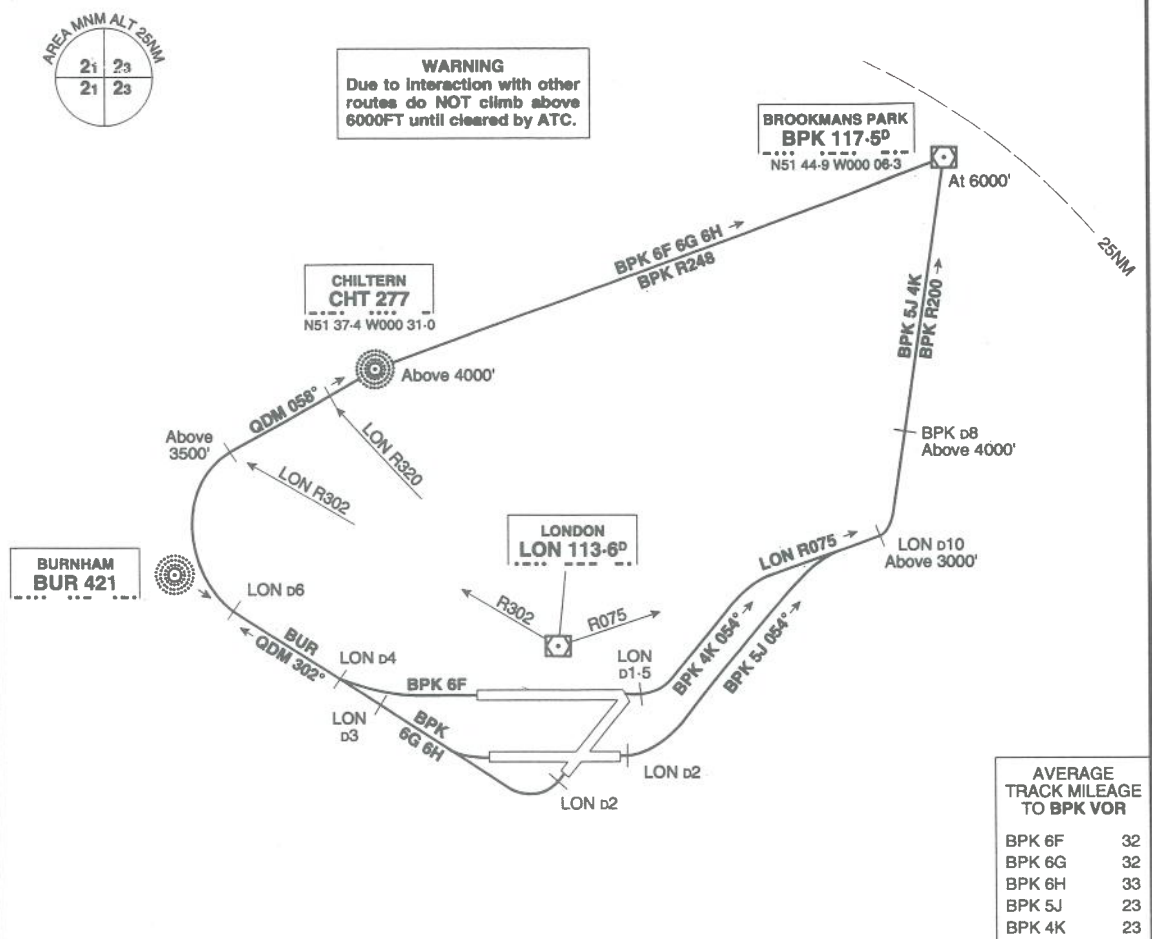 AREA MNM ALT 25NM
21 23
21 23
WARNING
Due to interaction with other
routes do NOT climb above
6000FT until cleared by ATC.
BROOKMANS PARK
BPK 117·5D
N51 44·9 W000 06·3
At 6000'
25NM
BPK 6F 6G 6H →
BPK R248
CHILTERN
CHT 277
N51 37·4 W000 31·0
Above 4000'
QDM 058° →
Above
3500'
LON R320
LON R302
BPK 5J 4K
BPK R200 →
BPK D8
Above 4000'
LONDON
LON 113·6D
LON R075 →
LON D10
Above 3000'
BURNHAM
BUR 421
LON D6
R302
R075
BUR
← QDM 302°
LON D4
BPK 6F
LON
D1·5
BPK 4K 054° →
BPK 5J 054° →
LON
D3
BPK
6G 6H
LON D2
LON D2
AVERAGE
TRACK MILEAGE
TO BPK VOR
BPK 6F 32
BPK 6G 32
BPK 6H 33
BPK 5J 23
BPK 4K 23